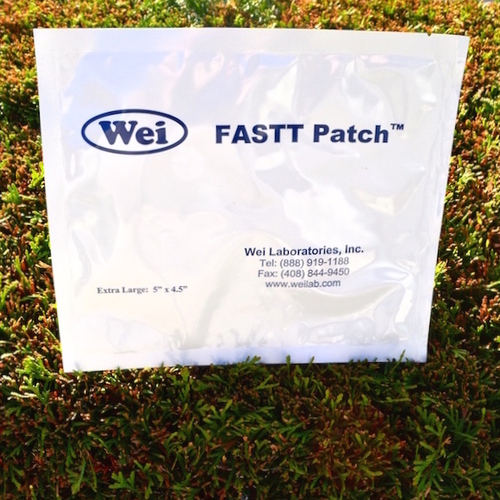 Wei FASTT Patch™
Wei Laboratories, Inc.
Tel: (888) 919-1188
Fax: (408) 844-9450
www.weilab.com
Extra Large: 5" x 4.5"